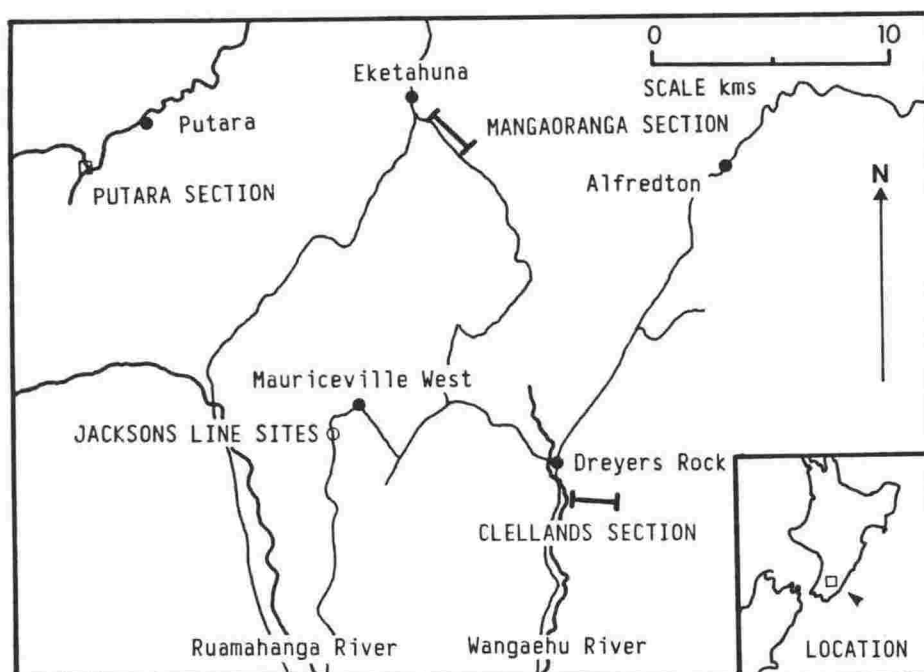 0 10
SCALE kms
Eketahuna
Putara
MANGAORANGA SECTION
PUTARA SECTION
Alfredton
N
Mauriceville West
JACKSONS LINE SITES
Dreyers Rock
CLELLANDS SECTION
Ruamahanga River
Wangaehu River
LOCATION